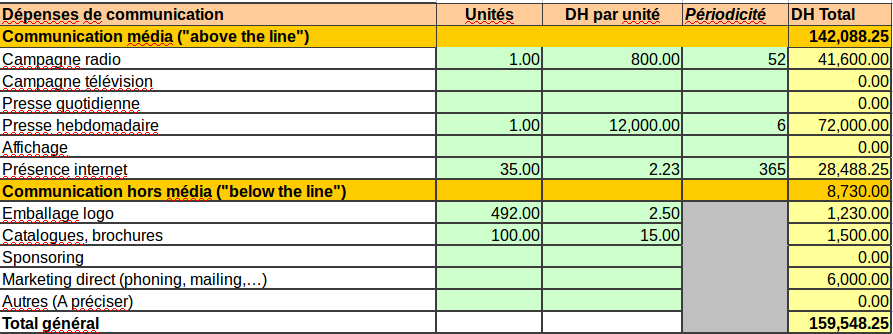 Dépenses de communication Unités DH par unité Périodicité DH Total
Communication média ("above the line") 142,088.25
Campagne radio 1.00 800.00 52 41,600.00
Campagne télévision 0.00
Presse quotidienne 0.00
Presse hebdomadaire 1.00 12,000.00 6 72,000.00
Affichage 0.00
Présence internet 35.00 2.23 365 28,488.25
Communication hors média ("below the line") 8,730.00
Emballage logo 492.00 2.50 1,230.00
Catalogues, brochures 100.00 15.00 1,500.00
Sponsoring 0.00
Marketing direct (phoning, mailing,...) 6,000.00
Autres (A préciser) 0.00
Total général 159,548.25